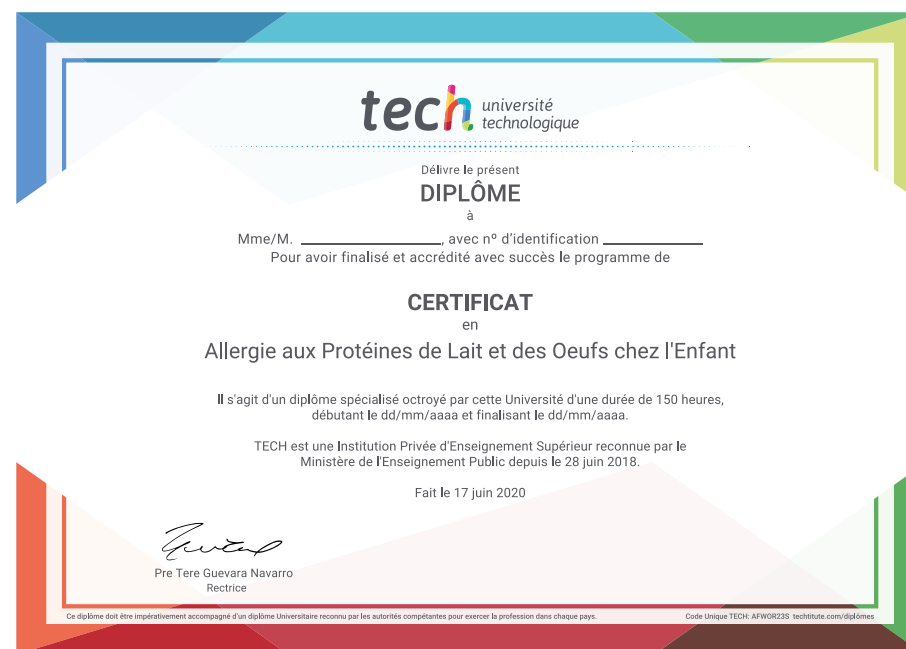 tech université
technologique
Délivre le présent
DIPLÔME
à
Mme/M. ____________________, avec nº d'identification ______________
Pour avoir finalisé et accrédité avec succès le programme de
CERTIFICAT
en
Allergie aux Protéines de Lait et des Oeufs chez l'Enfant
Il s'agit d'un diplôme spécialisé octroyé par cette Université d'une durée de 150 heures,
débutant le dd/mm/aaaa et finalisant le dd/mm/aaaa.
TECH est une Institution Privée d'Enseignement Supérieur reconnue par le
Ministère de l'Enseignement Public depuis le 28 juin 2018.
Fait le 17 juin 2020
Pre Tere Guevara Navarro
Rectrice
Ce diplôme doit être impérativement accompagné d'un diplôme Universitaire reconnu par les autorités compétentes pour exercer la profession dans chaque pays.
Code Unique TECH: AFWOR23S techtitute.com/diplômes